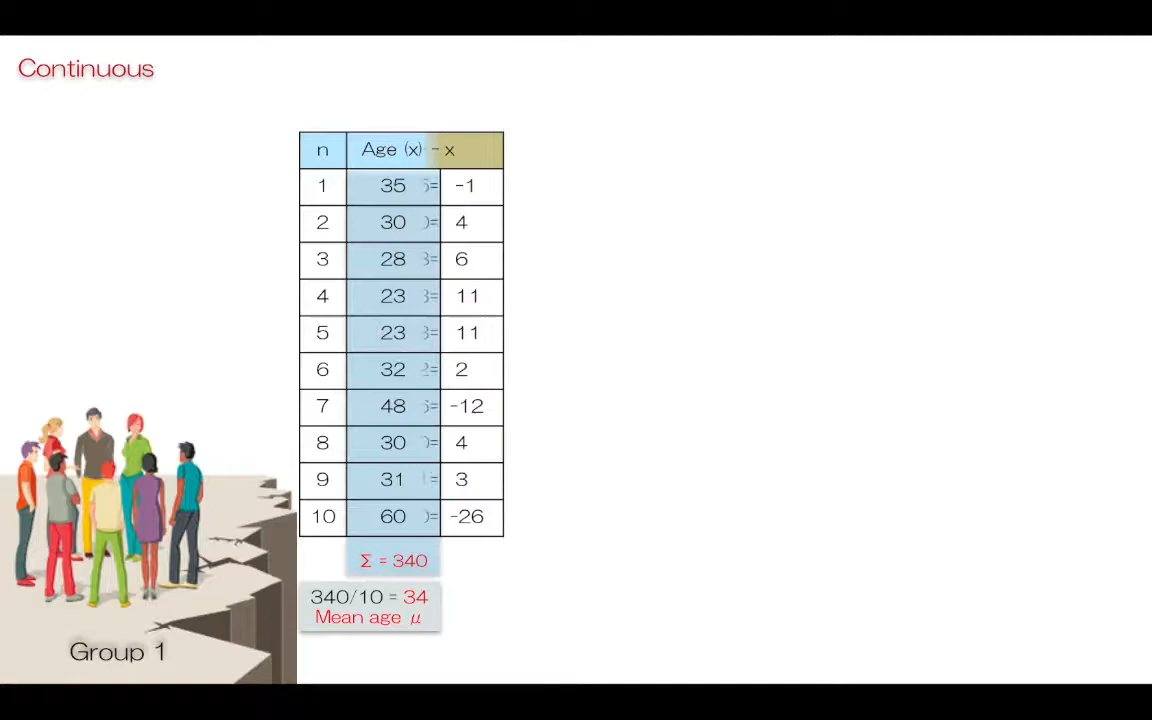 Continuous
n Age (x) - x
1 35 = -1
2 30 = 4
3 28 = 6
4 23 = 11
5 23 = 11
6 32 = 2
7 48 = -12
8 30 = 4
9 31 = 3
10 60 = -26
Σ = 340
340/10 = 34
Mean age μ
Group 1